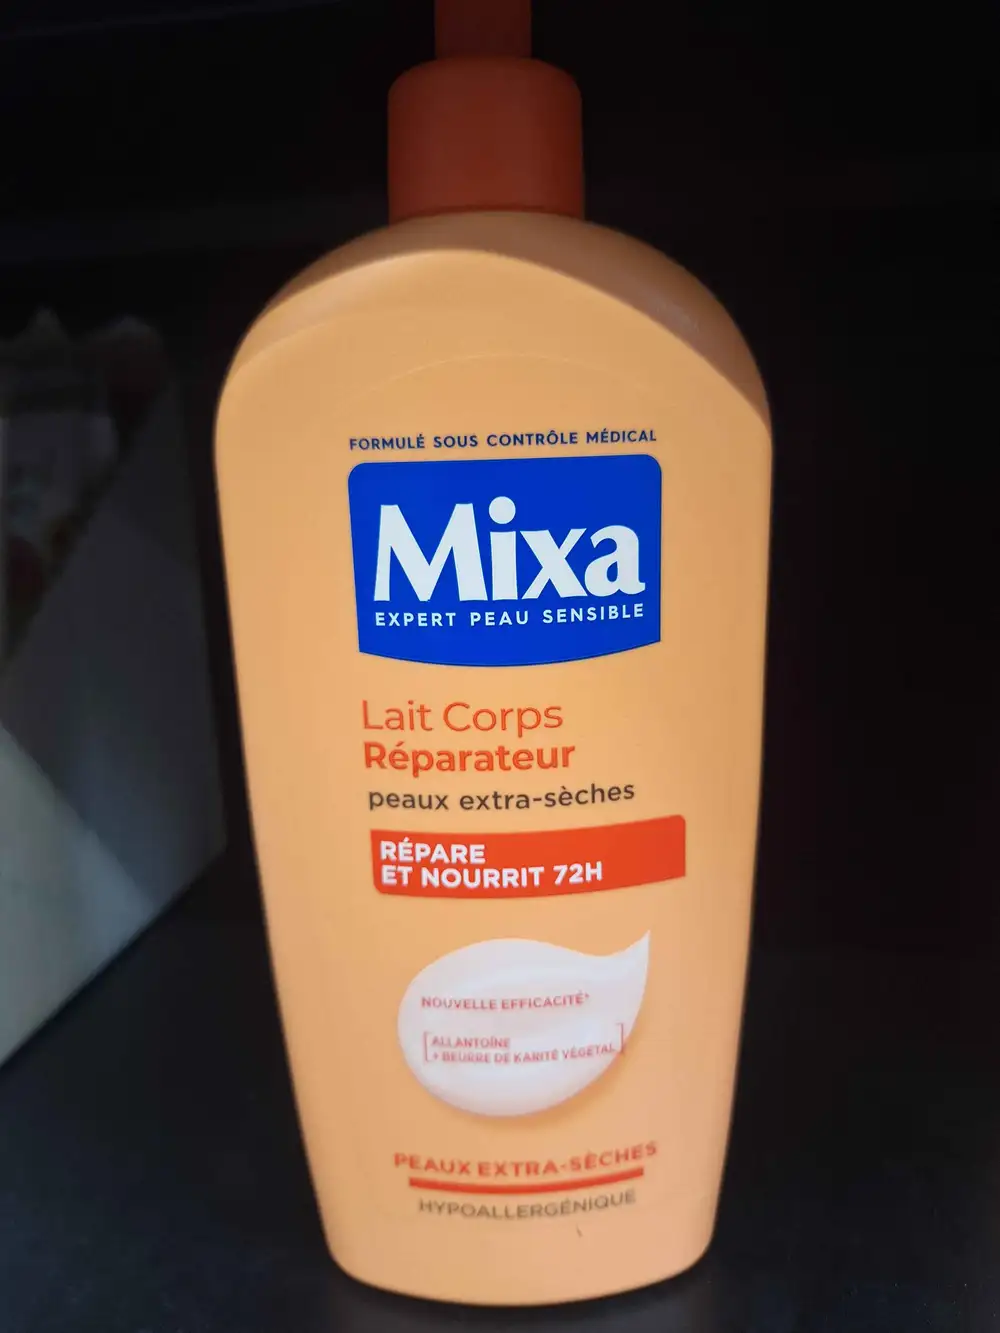 FORMULÉ SOUS CONTRÔLE MÉDICAL
Mixa
EXPERT PEAU SENSIBLE
Lait Corps
Réparateur
peaux extra-sèches
RÉPARE
ET NOURRIT 72H
NOUVELLE EFFICACITÉ*
[ALLANTOÏNE
+ BEURRE DE KARITÉ VÉGÉTAL]
PEAUX EXTRA-SÈCHES
HYPOALLERGÉNIQUE